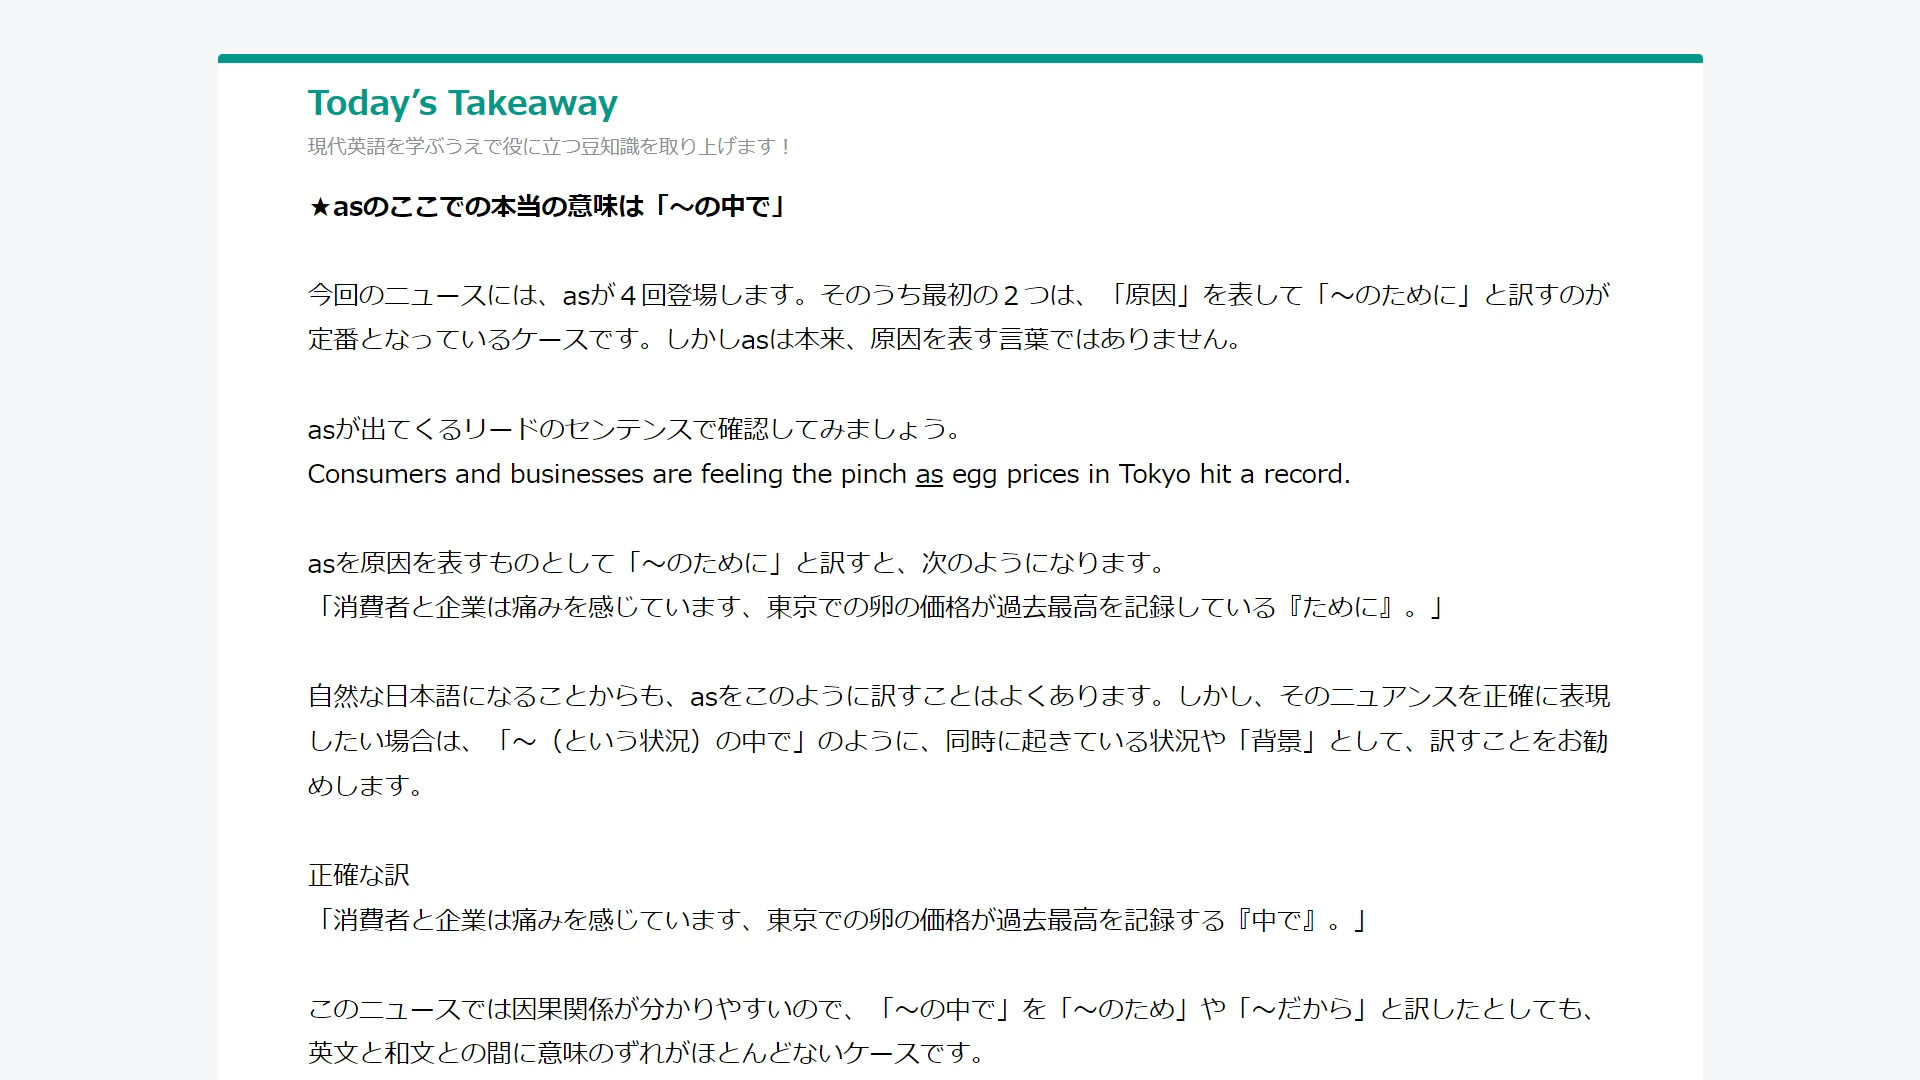 Today’s Takeaway
現代英語を学ぶうえで役に立つ豆知識を取り上げます！
★asのここでの本当の意味は「～の中で」
今回のニュースには、asが４回登場します。そのうち最初の２つは、「原因」を表して「～のために」と訳すのが
定番となっているケースです。しかしasは本来、原因を表す言葉ではありません。
asが出てくるリードのセンテンスで確認してみましょう。
Consumers and businesses are feeling the pinch as egg prices in Tokyo hit a record.
asを原因を表すものとして「～のために」と訳すと、次のようになります。
「消費者と企業は痛みを感じています、東京での卵の価格が過去最高を記録している『ために』。」
自然な日本語になることからも、asをこのように訳すことはよくあります。しかし、そのニュアンスを正確に表現
したい場合は、「～（という状況）の中で」のように、同時に起きている状況や「背景」として、訳すことをお勧
めします。
正確な訳
「消費者と企業は痛みを感じています、東京での卵の価格が過去最高を記録する『中で』。」
このニュースでは因果関係が分かりやすいので、「～の中で」を「～のため」や「～だから」と訳したとしても、
英文と和文との間に意味のずれがほとんどないケースです。